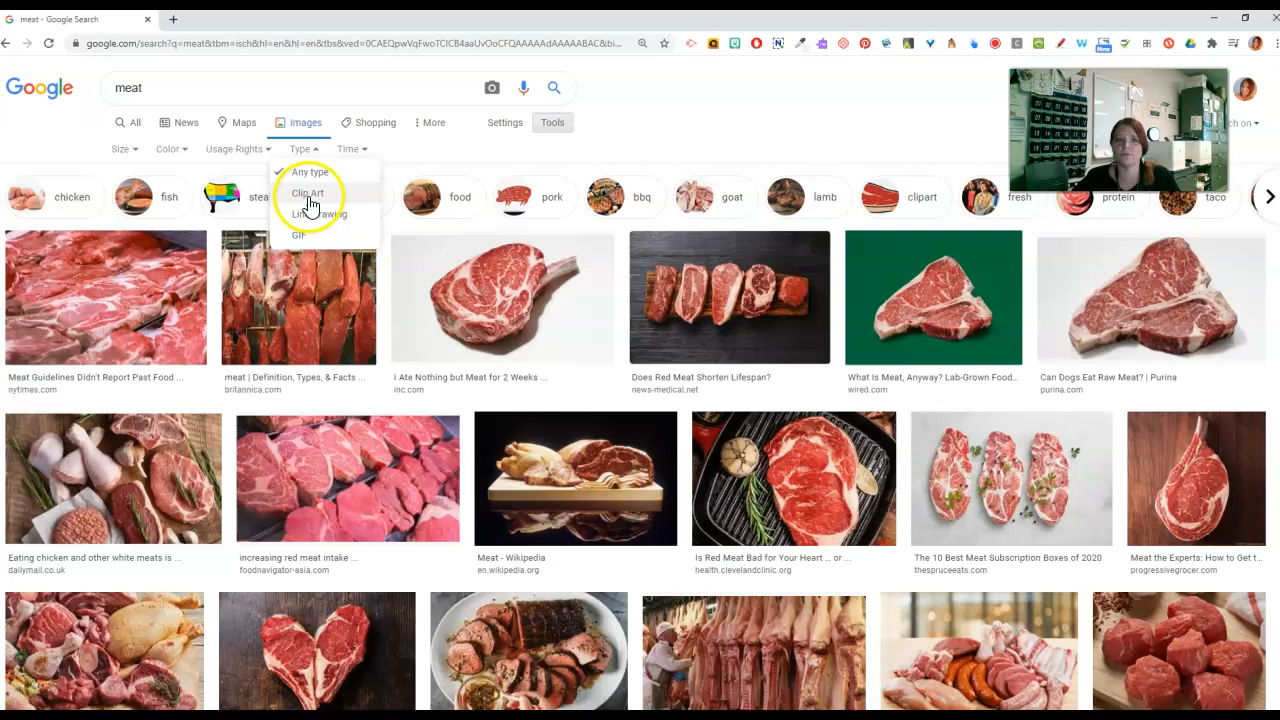 meat - Google Search
google.com/search?q=meat&tbm=isch&hl=en&hl=en&tbs&ved=0CAEQpwVqFwoTCICB4aaUvOoCFQAAAAAdAAAAABAC&bi...
New
Google
meat
All News Maps Images Shopping More Settings Tools
Size Color Usage Rights Type Time
Any type
Clip Art
Line Drawing
GIF
chicken fish food pork bbq goat lamb clipart fresh protein taco
Meat Guidelines Didn't Report Past Food ...
nytimes.com
meat | Definition, Types, & Facts ...
britannica.com
I Ate Nothing but Meat for 2 Weeks ...
inc.com
Does Red Meat Shorten Lifespan?
news-medical.net
What Is Meat, Anyway? Lab-Grown Food...
wired.com
Can Dogs Eat Raw Meat? | Purina
purina.com
Eating chicken and other white meats is ...
dailymail.co.uk
increasing red meat intake ...
foodnavigator-asia.com
Meat - Wikipedia
en.wikipedia.org
Is Red Meat Bad for Your Heart ... or ...
health.clevelandclinic.org
The 10 Best Meat Subscription Boxes of 2020
thespruceeats.com
Meat the Experts: How to Get t...
progressivegrocer.com